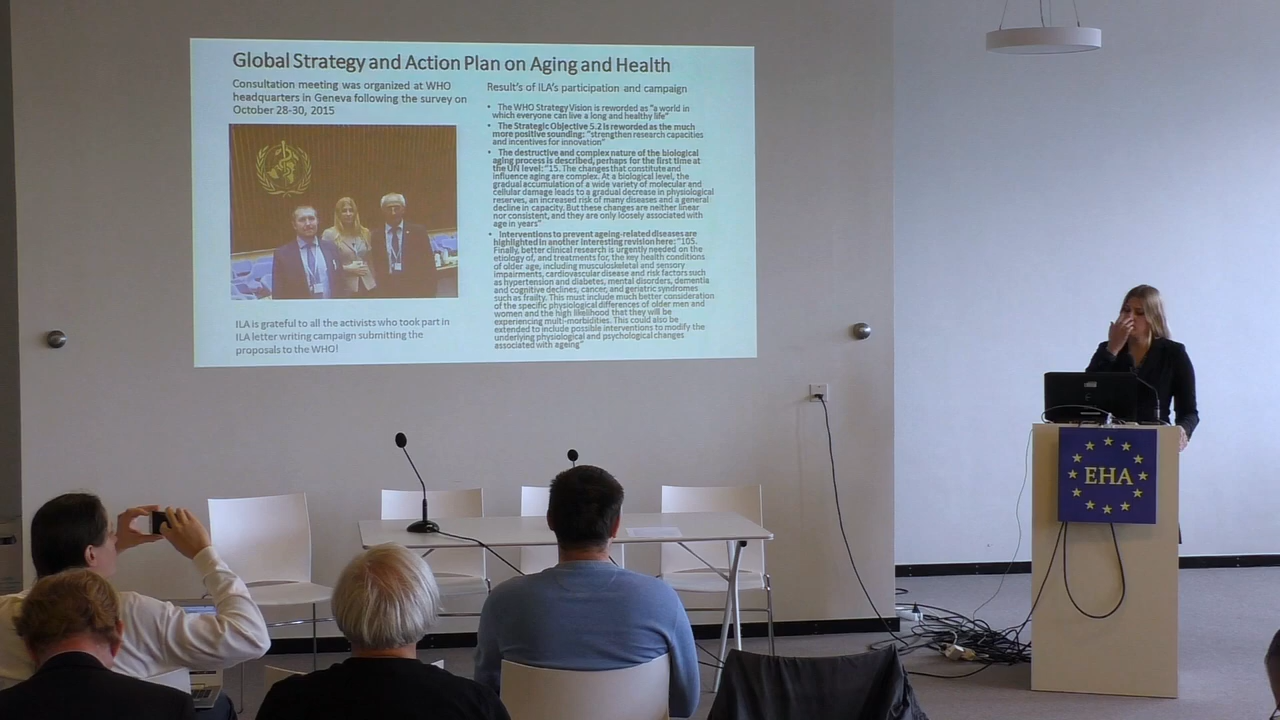 Global Strategy and Action Plan on Aging and Health
Consultation meeting was organized at WHO
headquarters in Geneva following the survey on
October 28-30, 2015
ILA is grateful to all the activists who took part in
ILA letter writing campaign submitting the
proposals to the WHO!
Result's of ILA's participation and campaign
• The WHO Strategy Vision is reworded as "a world in
which everyone can live a long and healthy life"
• The Strategic Objective 5.2 is reworded as the much
more positive sounding: "strengthen research capacities
and incentives for innovation"
• The destructive and complex nature of the biological
aging process is described, perhaps for the first time at
the UN level: "15. The changes that constitute and
influence aging are complex. At a biological level, the
gradual accumulation of a wide variety of molecular and
cellular damage leads to a gradual decrease in physiological
reserves, an increased risk of many diseases and a general
decline in capacity. But these changes are neither linear
nor consistent, and they are only loosely associated with
age in years"
• Interventions to prevent ageing-related diseases are
highlighted in another interesting revision here: "105.
Finally, better clinical research is urgently needed on the
etiology of, and treatments for, the key health conditions
of older age, including musculoskeletal and sensory
impairments, cardiovascular disease and risk factors such
as hypertension and diabetes, mental disorders, dementia
and cognitive declines, cancer, and geriatric syndromes
such as frailty. This must include much better consideration
of the specific physiological differences of older men and
women and the high likelihood that they will be
experiencing multi-morbidities. This could also be
extended to include possible interventions to modify the
underlying physiological and psychological changes
associated with ageing"
EHA